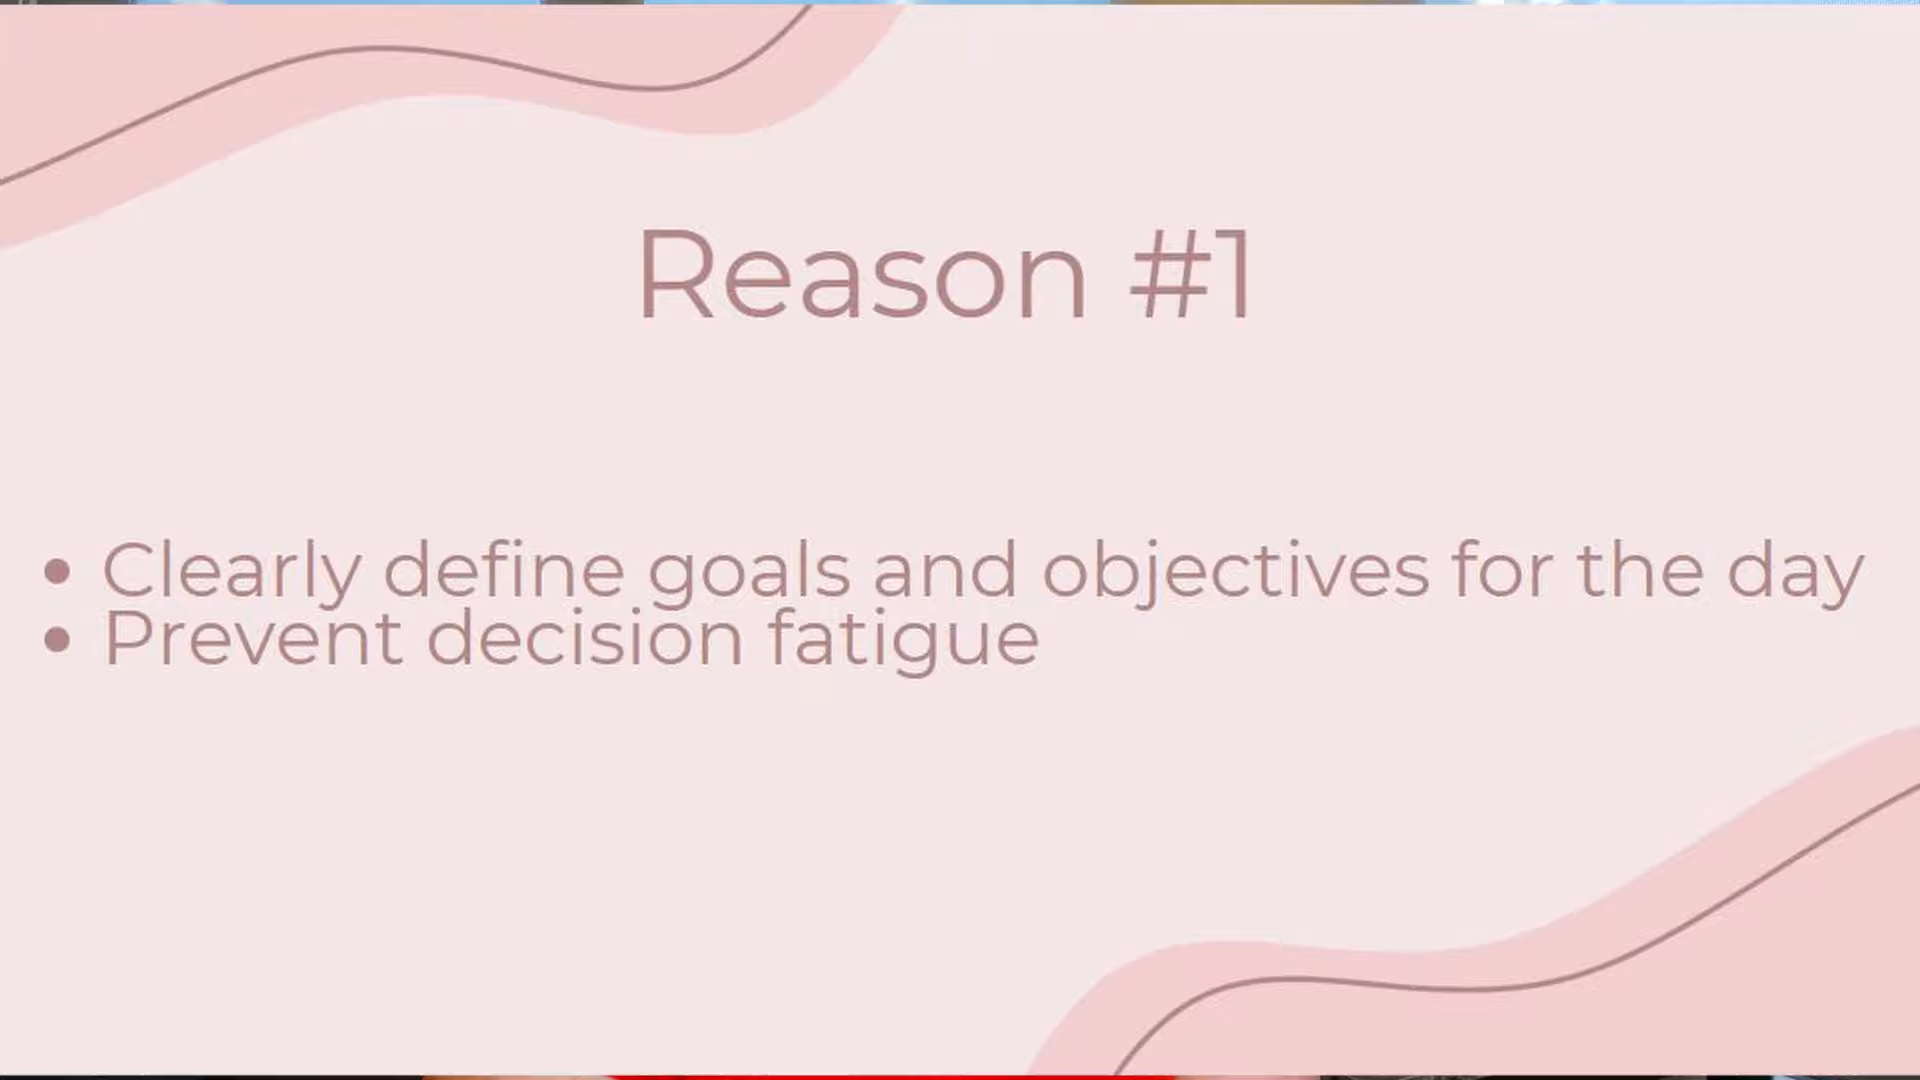 Reason #1
• Clearly define goals and objectives for the day
• Prevent decision fatigue